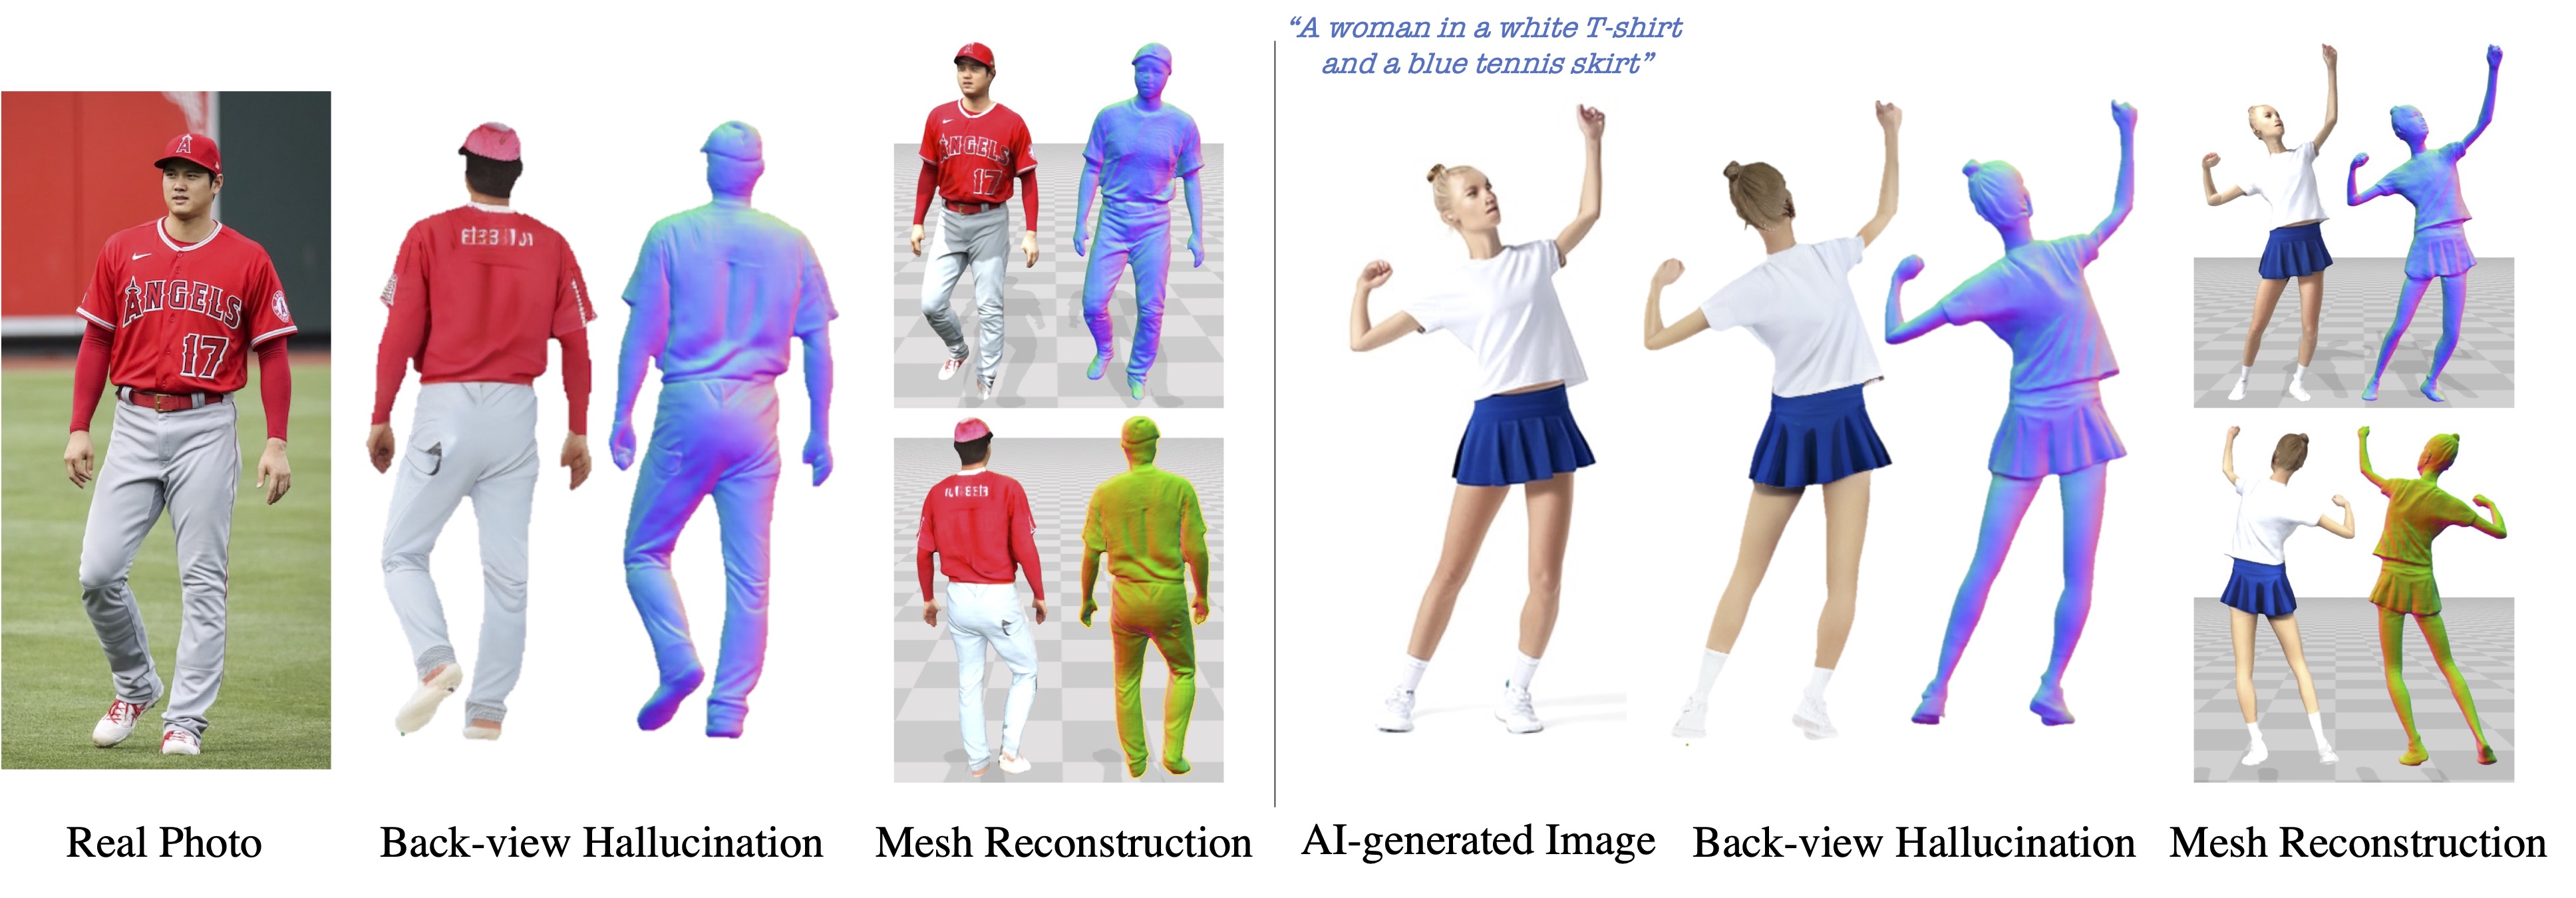 “A woman in a white T-shirt
and a blue tennis skirt”
A
ANGELS
17
A
ANGELS
17
Real Photo
Back-view Hallucination
Mesh Reconstruction
AI-generated Image
Back-view Hallucination
Mesh Reconstruction